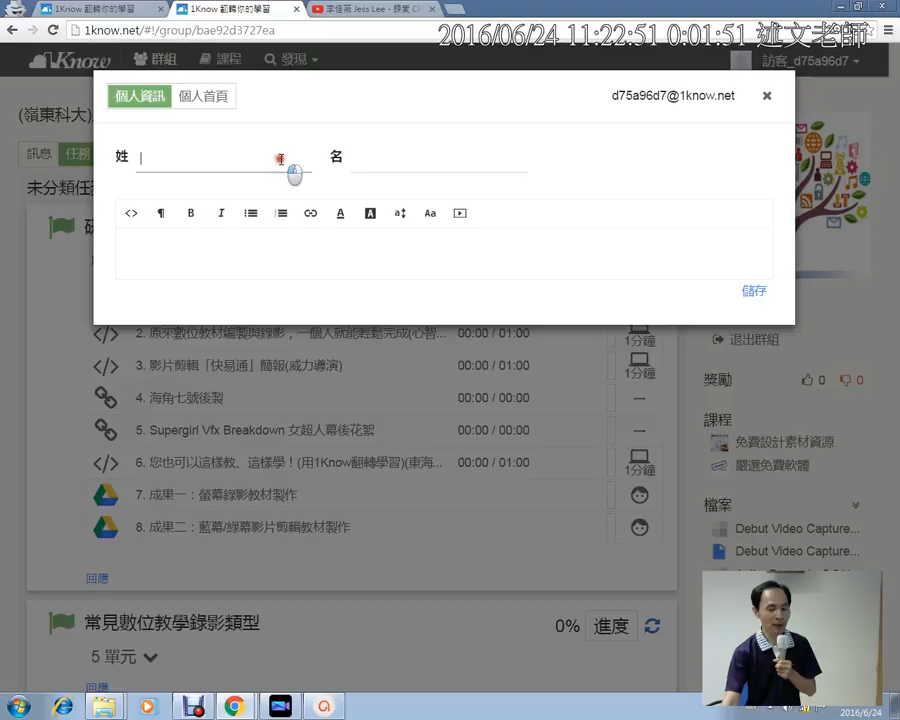 1Know 翻轉你的學習
1Know 翻轉你的學習
李佳蒨 Jess Lee - 讓愛
1know.net/#!/group/bae92d3727ea
2016/06/24 11:22:51 0:01:51 述文老師
1Know
群組
課程
發現
訪客_d75a96d7
個人資訊
個人首頁
d75a96d7@1know.net
(嶺東科大)
姓
名
訊息
任務
未分類任
B
I
A
A
Aa
儲存
2. 原來數位教材編製與錄影，一個人就能輕鬆完成(心智... 00:00 / 01:00 1分鐘
退出群組
3. 影片剪輯「快易通」簡報(威力導演) 00:00 / 01:00 1分鐘
獎勵 0 0
4. 海角七號後製 00:00 / 00:00 ---
課程
5. Supergirl Vfx Breakdown 女超人幕後花絮 00:00 / 00:00 ---
免費設計素材資源
6. 您也可以這樣教、這樣學！(用1Know翻轉學習)(東海... 00:00 / 01:00 1分鐘
嚴選免費軟體
7. 成果一：螢幕錄影教材製作
檔案
8. 成果二：藍幕/綠幕影片剪輯教材製作
Debut Video Capture...
Debut Video Capture...
回應
常見數位教學錄影類型
0% 進度
5 單元
回應
2016/6/24